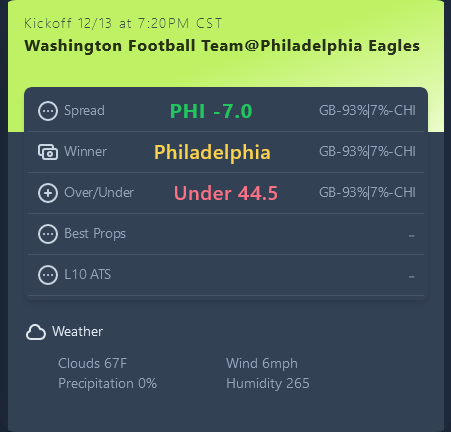 Kickoff 12/13 at 7:20PM CST
Washington Football Team@Philadelphia Eagles
Spread PHI -7.0 GB-93%|7%-CHI
Winner Philadelphia GB-93%|7%-CHI
Over/Under Under 44.5 GB-93%|7%-CHI
Best Props -
L10 ATS -
Weather
Clouds 67F Wind 6mph
Precipitation 0% Humidity 265